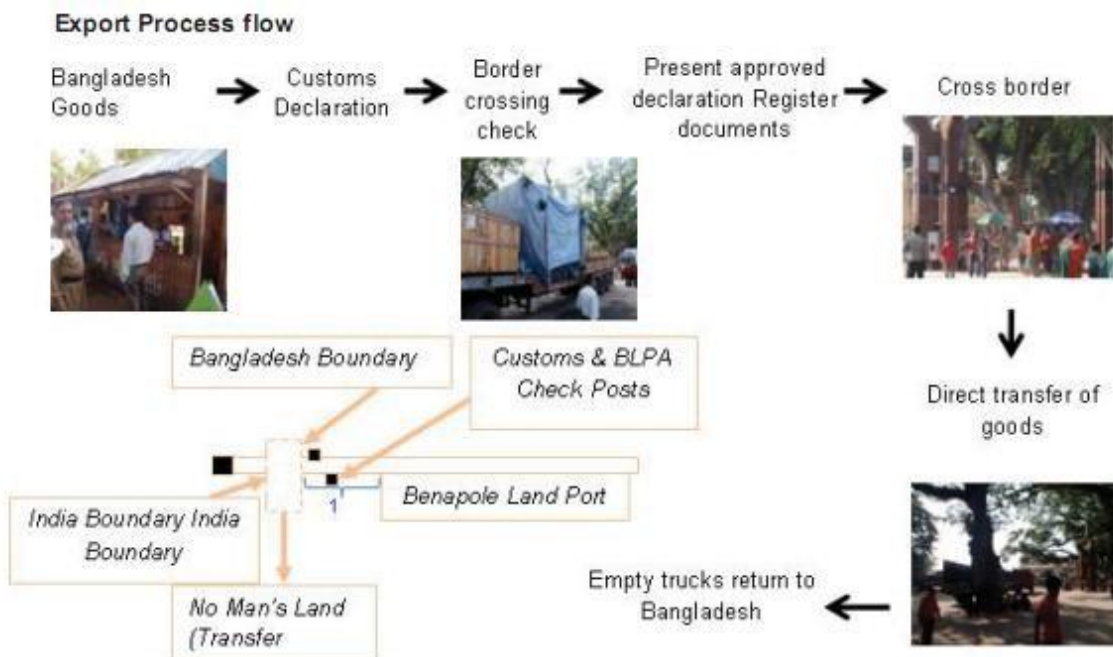 Export Process flow
Bangladesh
Goods
Customs
Declaration
Border
crossing
check
Present approved
declaration Register
documents
Cross border
Direct transfer of
goods
Empty trucks return to
Bangladesh
Bangladesh Boundary
Customs & BLPA
Check Posts
1
Benapole Land Port
India Boundary India
Boundary
No Man's Land
(Transfer